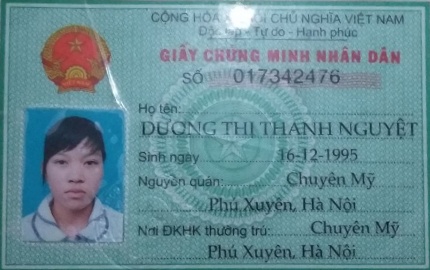 CỘNG HÒA XÃ HỘI CHỦ NGHĨA VIỆT NAM
Độc lập - Tự do - Hạnh phúc
GIẤY CHỨNG MINH NHÂN DÂN
SỐ 017342476
Họ tên:
DƯƠNG THỊ THANH NGUYỆT
Sinh ngày 16-12-1995
Nguyên quán: Chuyên Mỹ
Phú Xuyên, Hà Nội
Nơi ĐKHK thường trú: Chuyên Mỹ
Phú Xuyên, Hà Nội